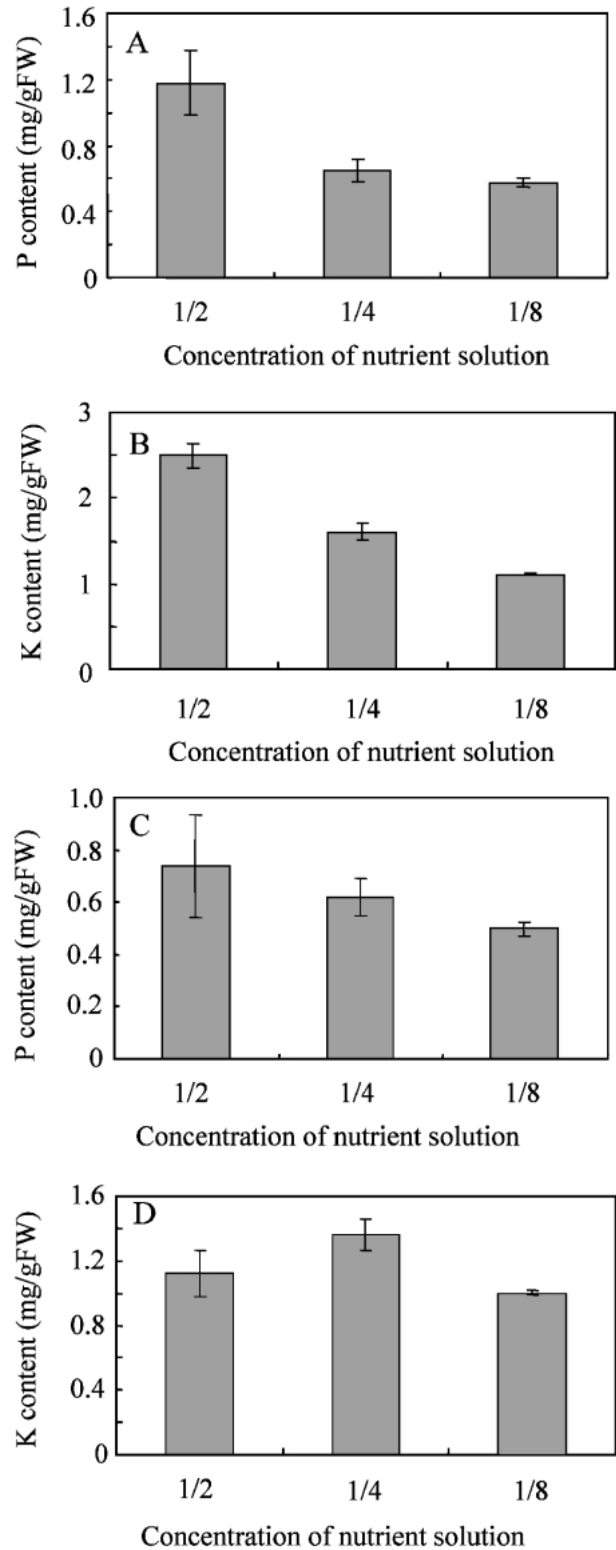 A
P content (mg/gFW)
1.6
1.2
0.8
0.4
0
1/2 1/4 1/8
Concentration of nutrient solution
B
K content (mg/gFW)
3
2
1
0
1/2 1/4 1/8
Concentration of nutrient solution
C
P content (mg/gFW)
1.0
0.8
0.6
0.4
0.2
0
1/2 1/4 1/8
Concentration of nutrient solution
D
K content (mg/gFW)
1.6
1.2
0.8
0.4
0
1/2 1/4 1/8
Concentration of nutrient solution